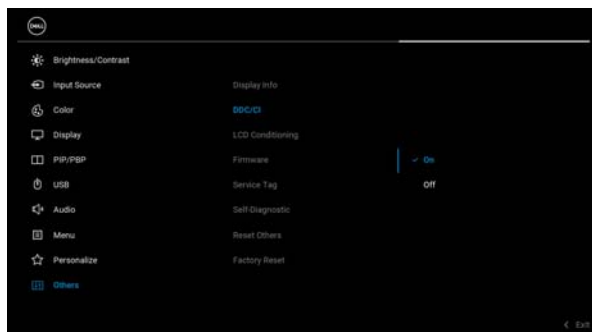 DELL
Brightness/Contrast
Input Source
Display Info
Color
DDC/CI
Display
LCD Conditioning
PIP/PBP
Firmware
On
USB
Service Tag
Off
Audio
Self-Diagnostic
Menu
Reset Others
Personalize
Factory Reset
Others
Exit